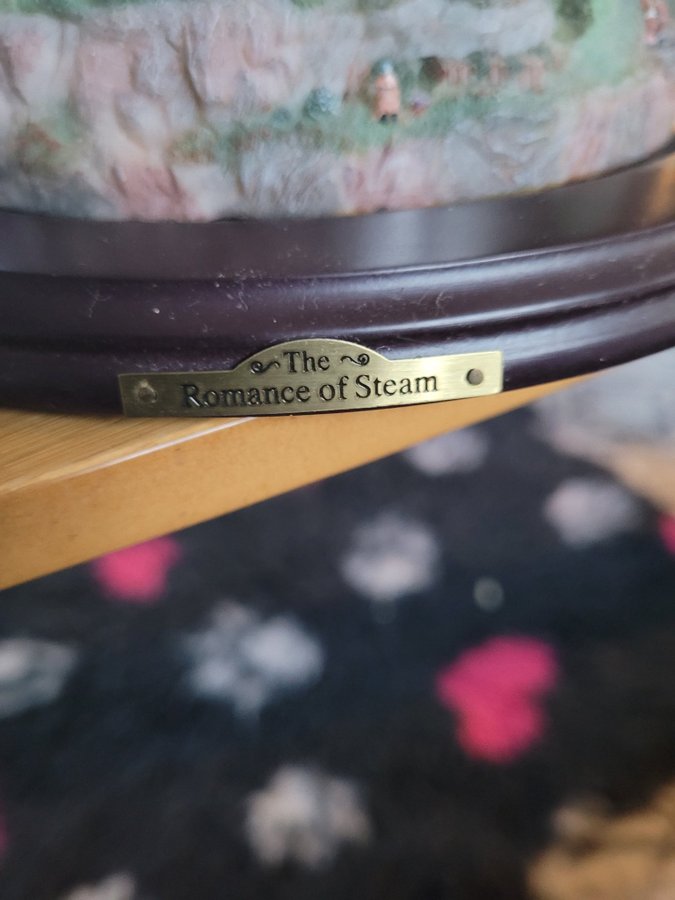 The
Romance of Steam